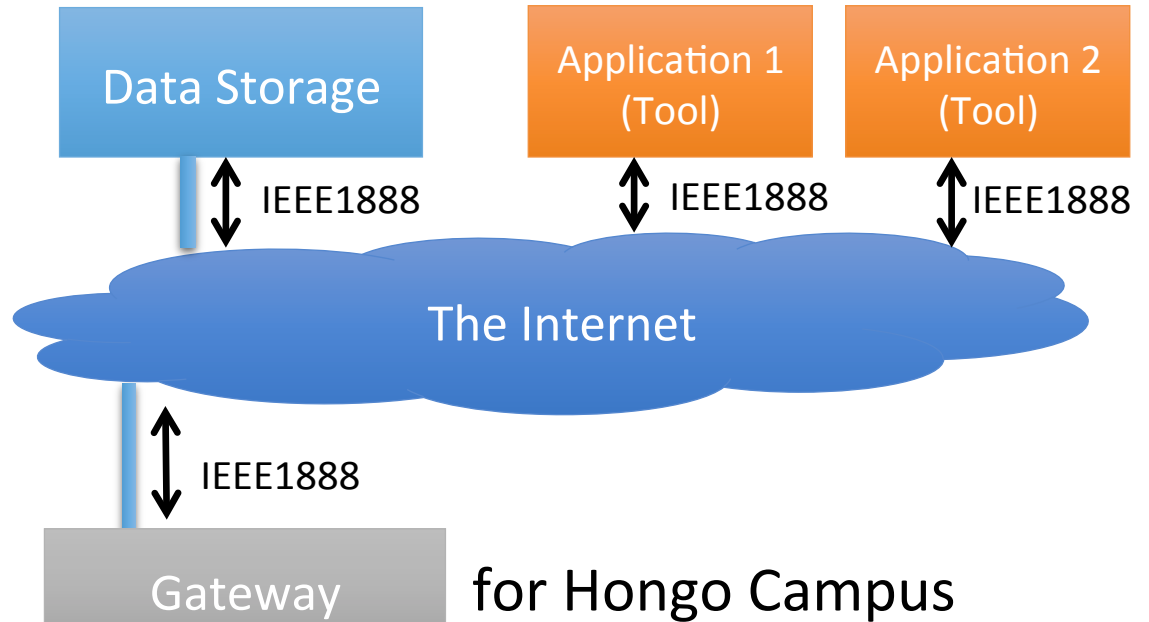 Data Storage
Application 1
(Tool)
Application 2
(Tool)
IEEE1888
IEEE1888
IEEE1888
The Internet
IEEE1888
Gateway
for Hongo Campus